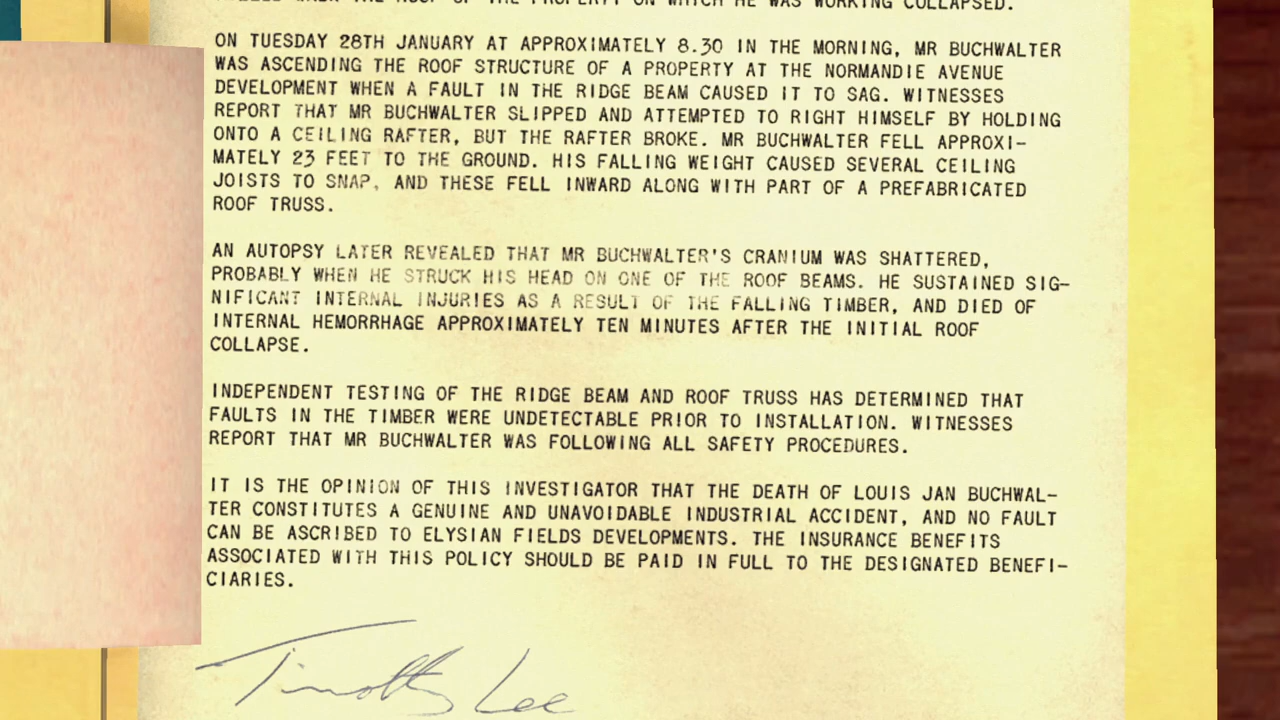 THE ROOF OF THE PROPERTY ON WHICH HE WAS WORKING COLLAPSED.
ON TUESDAY 28TH JANUARY AT APPROXIMATELY 8.30 IN THE MORNING, MR BUCHWALTER
WAS ASCENDING THE ROOF STRUCTURE OF A PROPERTY AT THE NORMANDIE AVENUE
DEVELOPMENT WHEN A FAULT IN THE RIDGE BEAM CAUSED IT TO SAG. WITNESSES
REPORT THAT MR BUCHWALTER SLIPPED AND ATTEMPTED TO RIGHT HIMSELF BY HOLDING
ONTO A CEILING RAFTER, BUT THE RAFTER BROKE. MR BUCHWALTER FELL APPROXI-
MATELY 23 FEET TO THE GROUND. HIS FALLING WEIGHT CAUSED SEVERAL CEILING
JOISTS TO SNAP, AND THESE FELL INWARD ALONG WITH PART OF A PREFABRICATED
ROOF TRUSS.
AN AUTOPSY LATER REVEALED THAT MR BUCHWALTER'S CRANIUM WAS SHATTERED,
PROBABLY WHEN HE STRUCK HIS HEAD ON ONE OF THE ROOF BEAMS. HE SUSTAINED SIG-
NIFICANT INTERNAL INJURIES AS A RESULT OF THE FALLING TIMBER, AND DIED OF
INTERNAL HEMORRHAGE APPROXIMATELY TEN MINUTES AFTER THE INITIAL ROOF
COLLAPSE.
INDEPENDENT TESTING OF THE RIDGE BEAM AND ROOF TRUSS HAS DETERMINED THAT
FAULTS IN THE TIMBER WERE UNDETECTABLE PRIOR TO INSTALLATION. WITNESSES
REPORT THAT MR BUCHWALTER WAS FOLLOWING ALL SAFETY PROCEDURES.
IT IS THE OPINION OF THIS INVESTIGATOR THAT THE DEATH OF LOUIS JAN BUCHWAL-
TER CONSTITUTES A GENUINE AND UNAVOIDABLE INDUSTRIAL ACCIDENT, AND NO FAULT
CAN BE ASCRIBED TO ELYSIAN FIELDS DEVELOPMENTS. THE INSURANCE BENEFITS
ASSOCIATED WITH THIS POLICY SHOULD BE PAID IN FULL TO THE DESIGNATED BENEFI-
CIARIES.
Timothy Lee